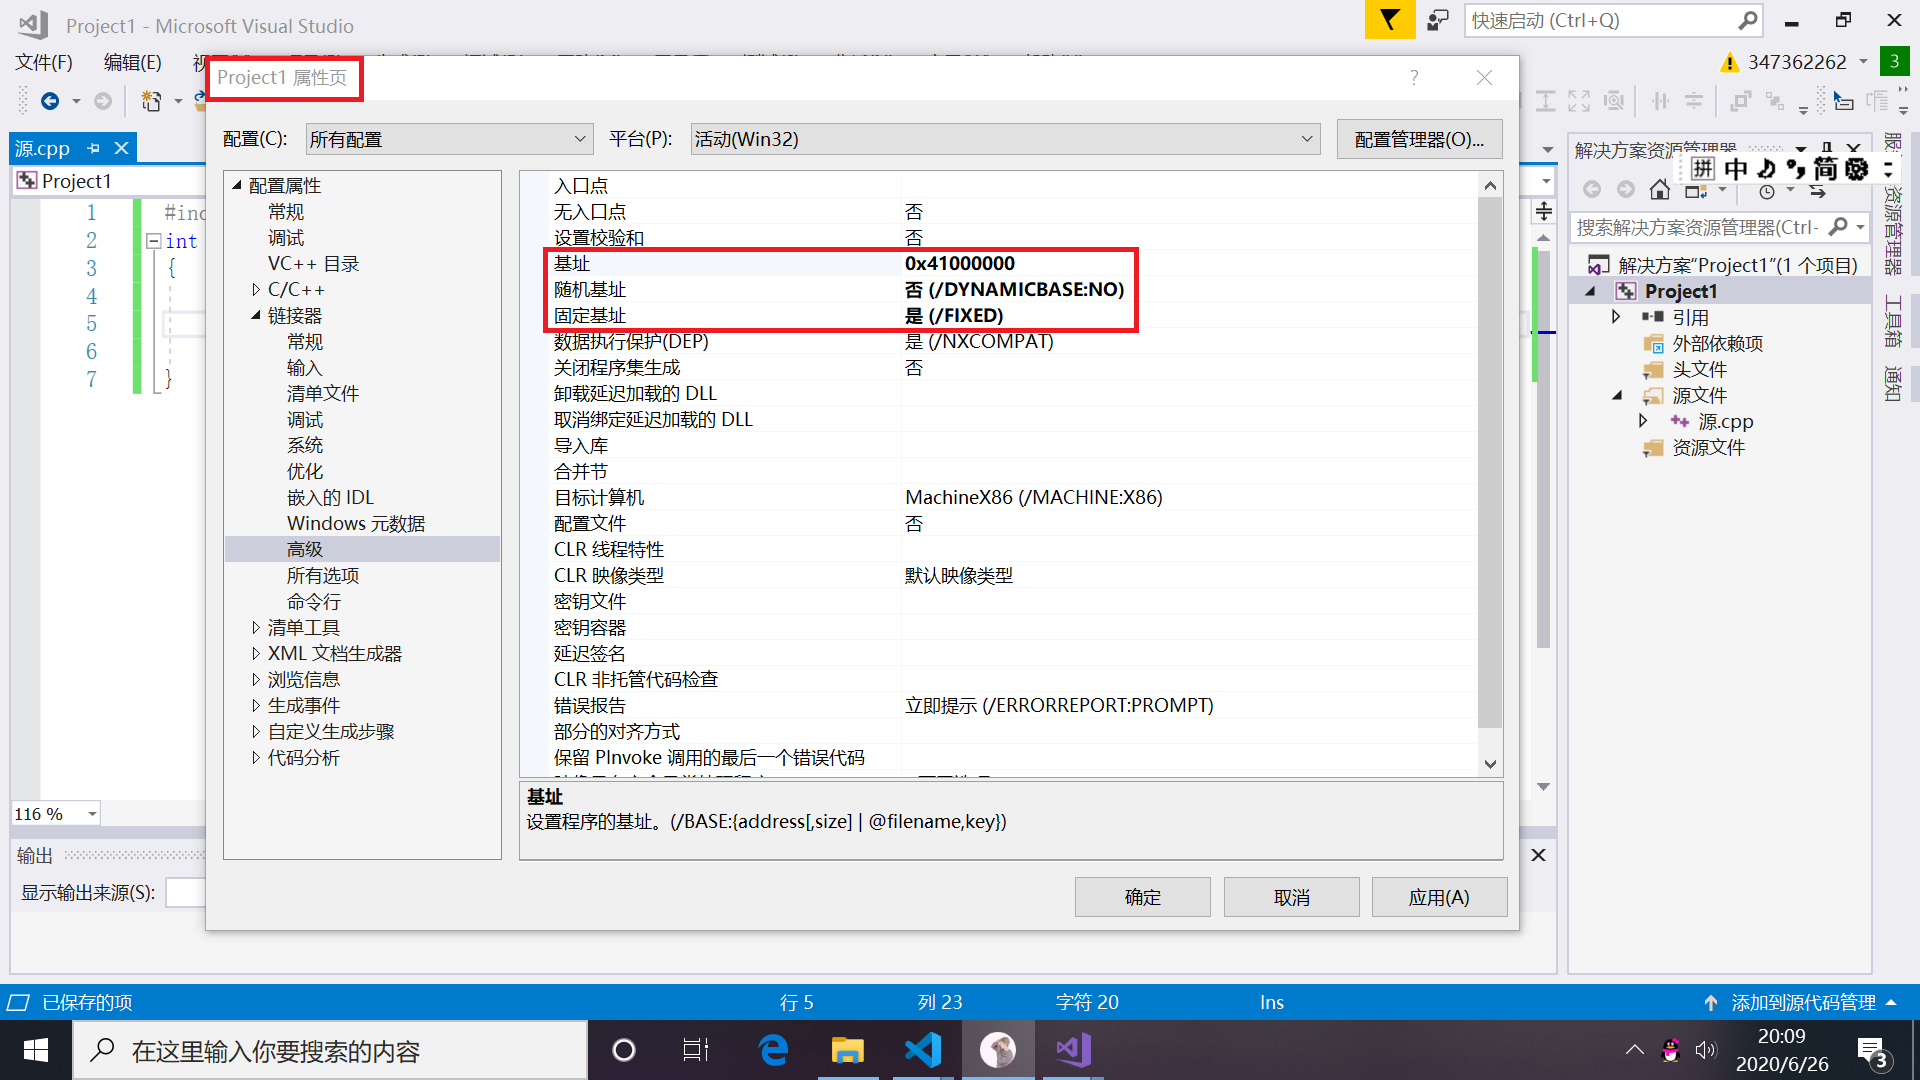 Project1 - Microsoft Visual Studio
快速启动 (Ctrl+Q)
文件(F)
编辑(E)
347362262
3
Project1 属性页
?
配置(C):
所有配置
平台(P):
活动(Win32)
配置管理器(O)...
源.cpp
Project1
1 #inc
2 int
3 {
4
5
6
7 }
116 %
输出
显示输出来源(S):
配置属性
常规
调试
VC++ 目录
C/C++
链接器
常规
输入
清单文件
调试
系统
优化
嵌入的 IDL
Windows 元数据
高级
所有选项
命令行
清单工具
XML 文档生成器
浏览信息
生成事件
自定义生成步骤
代码分析
入口点
无入口点 否
设置校验和 否
基址 0x41000000
随机基址 否 (/DYNAMICBASE:NO)
固定基址 是 (/FIXED)
数据执行保护(DEP) 是 (/NXCOMPAT)
关闭程序集生成 否
卸载延迟加载的 DLL
取消绑定延迟加载的 DLL
导入库
合并节
目标计算机 MachineX86 (/MACHINE:X86)
配置文件 否
CLR 线程特性
CLR 映像类型 默认映像类型
密钥文件
密钥容器
延迟签名
CLR 非托管代码检查
错误报告 立即提示 (/ERRORREPORT:PROMPT)
部分的对齐方式
保留 PInvoke 调用的最后一个错误代码
基址
设置程序的基址。(/BASE:{address[,size] | @filename,key})
确定
取消
应用(A)
解决方案资源管理器
拼 中 简
搜索解决方案资源管理器(Ctrl-
解决方案"Project1"(1 个项目)
Project1
引用
外部依赖项
头文件
源文件
源.cpp
资源文件
资源管理器
工具箱
通知
已保存的项
行 5
列 23
字符 20
Ins
添加到源代码管理
在这里输入你要搜索的内容
20:09
2020/6/26
3